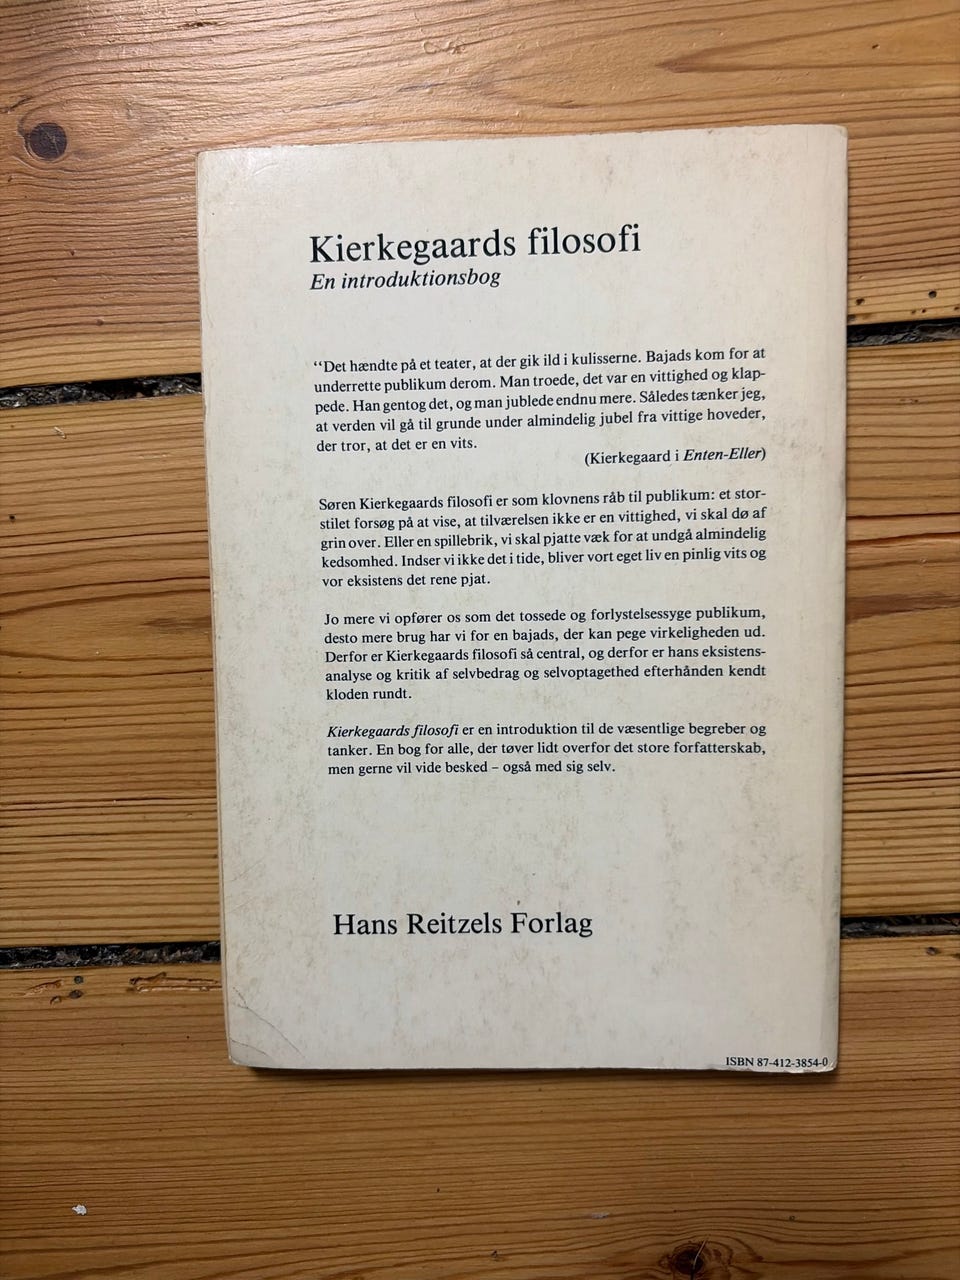 Kierkegaards filosofi
En introduktionsbog
“Det hændte på et teater, at der gik ild i kulisserne. Bajads kom for at
underrette publikum derom. Man troede, det var en vittighed og klap-
pede. Han gentog det, og man jublede endnu mere. Således tænker jeg,
at verden vil gå til grunde under almindelig jubel fra vittige hoveder,
der tror, at det er en vits.
(Kierkegaard i Enten-Eller)
Søren Kierkegaards filosofi er som klovnens råb til publikum: et stor-
stilet forsøg på at vise, at tilværelsen ikke er en vittighed, vi skal dø af
grin over. Eller en spillebrik, vi skal pjatte væk for at undgå almindelig
kedsomhed. Indser vi ikke det i tide, bliver vort eget liv en pinlig vits og
vor eksistens det rene pjat.
Jo mere vi opfører os som det tossede og forlystelsessyge publikum,
desto mere brug har vi for en bajads, der kan pege virkeligheden ud.
Derfor er Kierkegaards filosofi så central, og derfor er hans eksistens-
analyse og kritik af selvbedrag og selvoptagethed efterhånden kendt
kloden rundt.
Kierkegaards filosofi er en introduktion til de væsentlige begreber og
tanker. En bog for alle, der tøver lidt overfor det store forfatterskab,
men gerne vil vide besked – også med sig selv.
Hans Reitzels Forlag
ISBN 87-412-3854-0